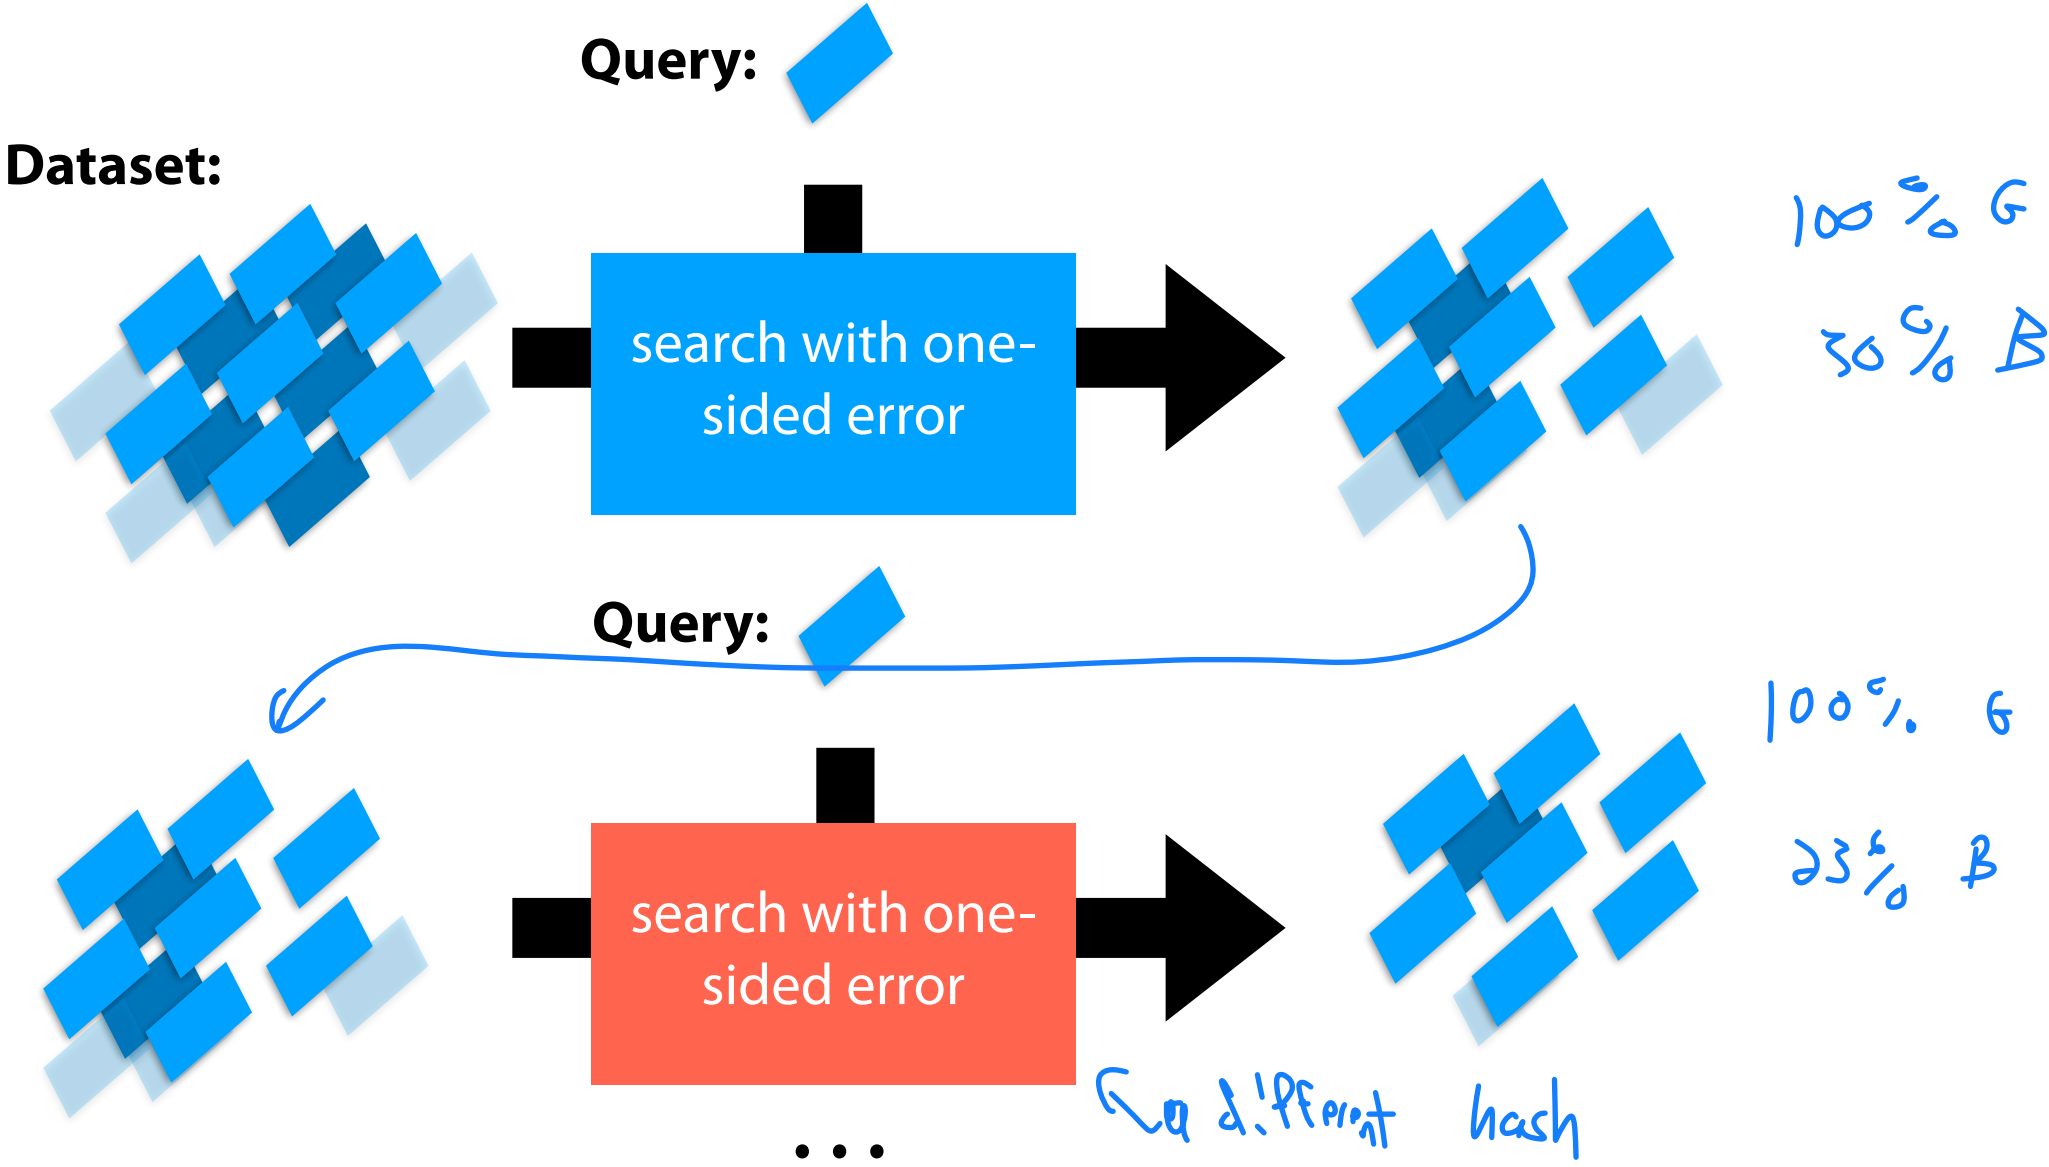 Query:
Dataset:
search with one-
sided error
100 % G
30 % B
Query:
search with one-
sided error
100 % G
23 % B
a different hash
...